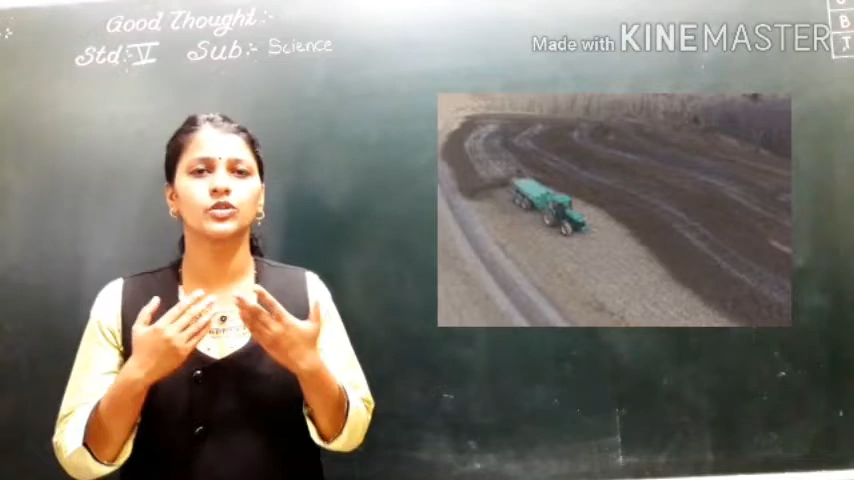 Good Thought:-
Made with KINEMASTER
Std:- V Sub:- Science
B